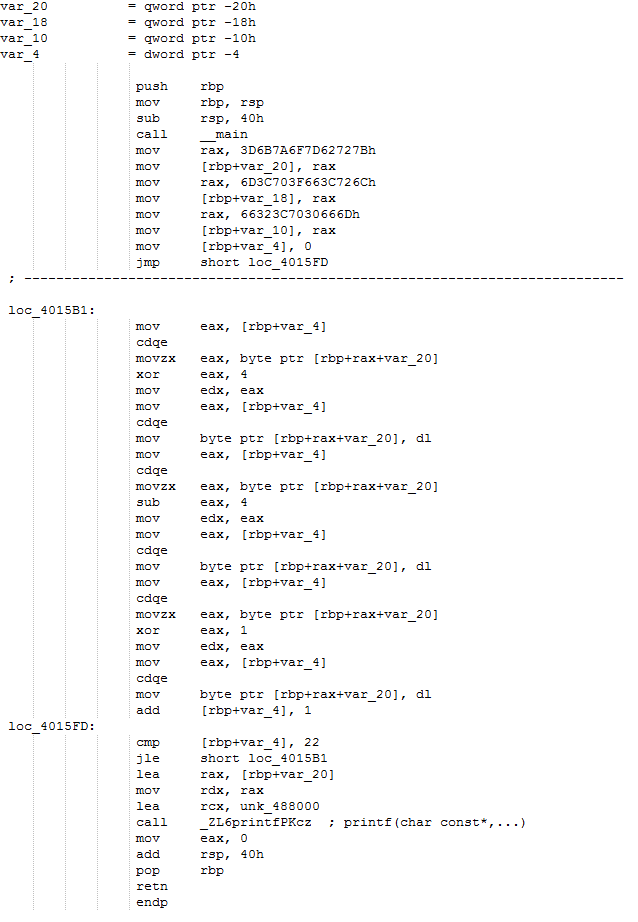 var_20 = qword ptr -20h
var_18 = qword ptr -18h
var_10 = qword ptr -10h
var_4 = dword ptr -4
push rbp
mov rbp, rsp
sub rsp, 40h
call __main
mov rax, 3D6B7A6F7D62727Bh
mov [rbp+var_20], rax
mov rax, 6D3C703F663C726Ch
mov [rbp+var_18], rax
mov rax, 66323C7030666Dh
mov [rbp+var_10], rax
mov [rbp+var_4], 0
jmp short loc_4015FD
; ---------------------------------------------------------------------------
loc_4015B1:
mov eax, [rbp+var_4]
cdqe
movzx eax, byte ptr [rbp+rax+var_20]
xor eax, 4
mov edx, eax
mov eax, [rbp+var_4]
cdqe
mov byte ptr [rbp+rax+var_20], dl
mov eax, [rbp+var_4]
cdqe
movzx eax, byte ptr [rbp+rax+var_20]
sub eax, 4
mov edx, eax
mov eax, [rbp+var_4]
cdqe
mov byte ptr [rbp+rax+var_20], dl
mov eax, [rbp+var_4]
cdqe
movzx eax, byte ptr [rbp+rax+var_20]
xor eax, 1
mov edx, eax
mov eax, [rbp+var_4]
cdqe
mov byte ptr [rbp+rax+var_20], dl
add [rbp+var_4], 1
loc_4015FD:
cmp [rbp+var_4], 22
jle short loc_4015B1
lea rax, [rbp+var_20]
mov rdx, rax
lea rcx, unk_488000
call _ZL6printfPKcz ; printf(char const*,...)
mov eax, 0
add rsp, 40h
pop rbp
retn
endp